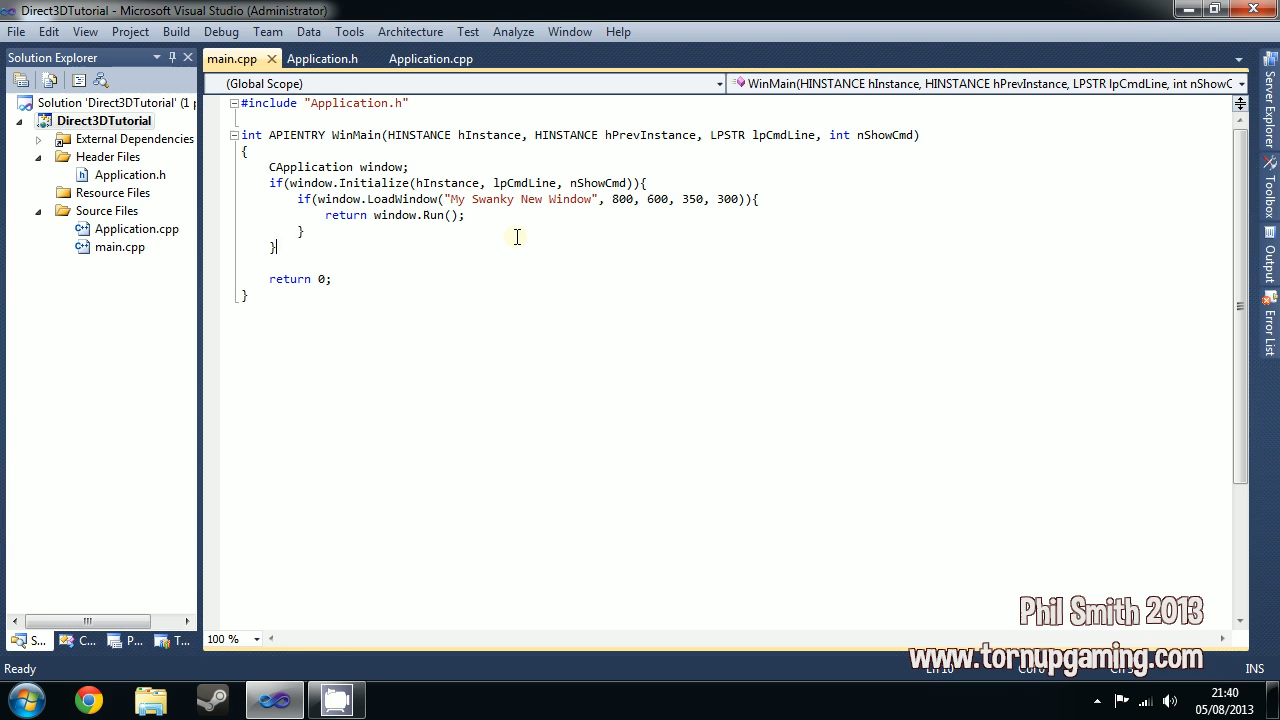 Direct3DTutorial - Microsoft Visual Studio (Administrator)
File Edit View Project Build Debug Team Data Tools Architecture Test Analyze Window Help
Solution Explorer
main.cpp Application.h Application.cpp
(Global Scope) WinMain(HINSTANCE hInstance, HINSTANCE hPrevInstance, LPSTR lpCmdLine, int nShowC
Solution 'Direct3DTutorial' (1 p
Direct3DTutorial
External Dependencies
Header Files
Application.h
Resource Files
Source Files
Application.cpp
main.cpp
#include "Application.h"
int APIENTRY WinMain(HINSTANCE hInstance, HINSTANCE hPrevInstance, LPSTR lpCmdLine, int nShowCmd)
{
CApplication window;
if(window.Initialize(hInstance, lpCmdLine, nShowCmd)){
if(window.LoadWindow("My Swanky New Window", 800, 600, 350, 300)){
return window.Run();
}
}
return 0;
}
Server Explorer
Toolbox
Output
Error List
S... C... P... T...
100 %
Phil Smith 2013
www.tornupgaming.com
Ready INS
21:40
05/08/2013